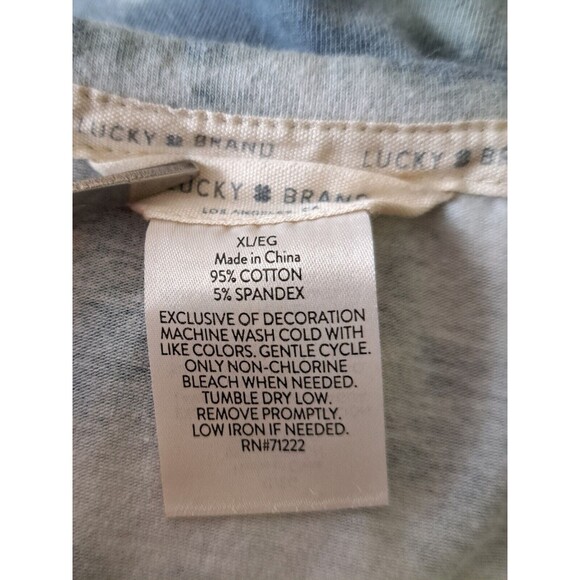 LUCKY BRAND
LUCKY
LUCKY BRAND
XL/EG
Made in China
95% COTTON
5% SPANDEX
EXCLUSIVE OF DECORATION
MACHINE WASH COLD WITH
LIKE COLORS. GENTLE CYCLE.
ONLY NON-CHLORINE
BLEACH WHEN NEEDED.
TUMBLE DRY LOW.
REMOVE PROMPTLY.
LOW IRON IF NEEDED.
RN#71222